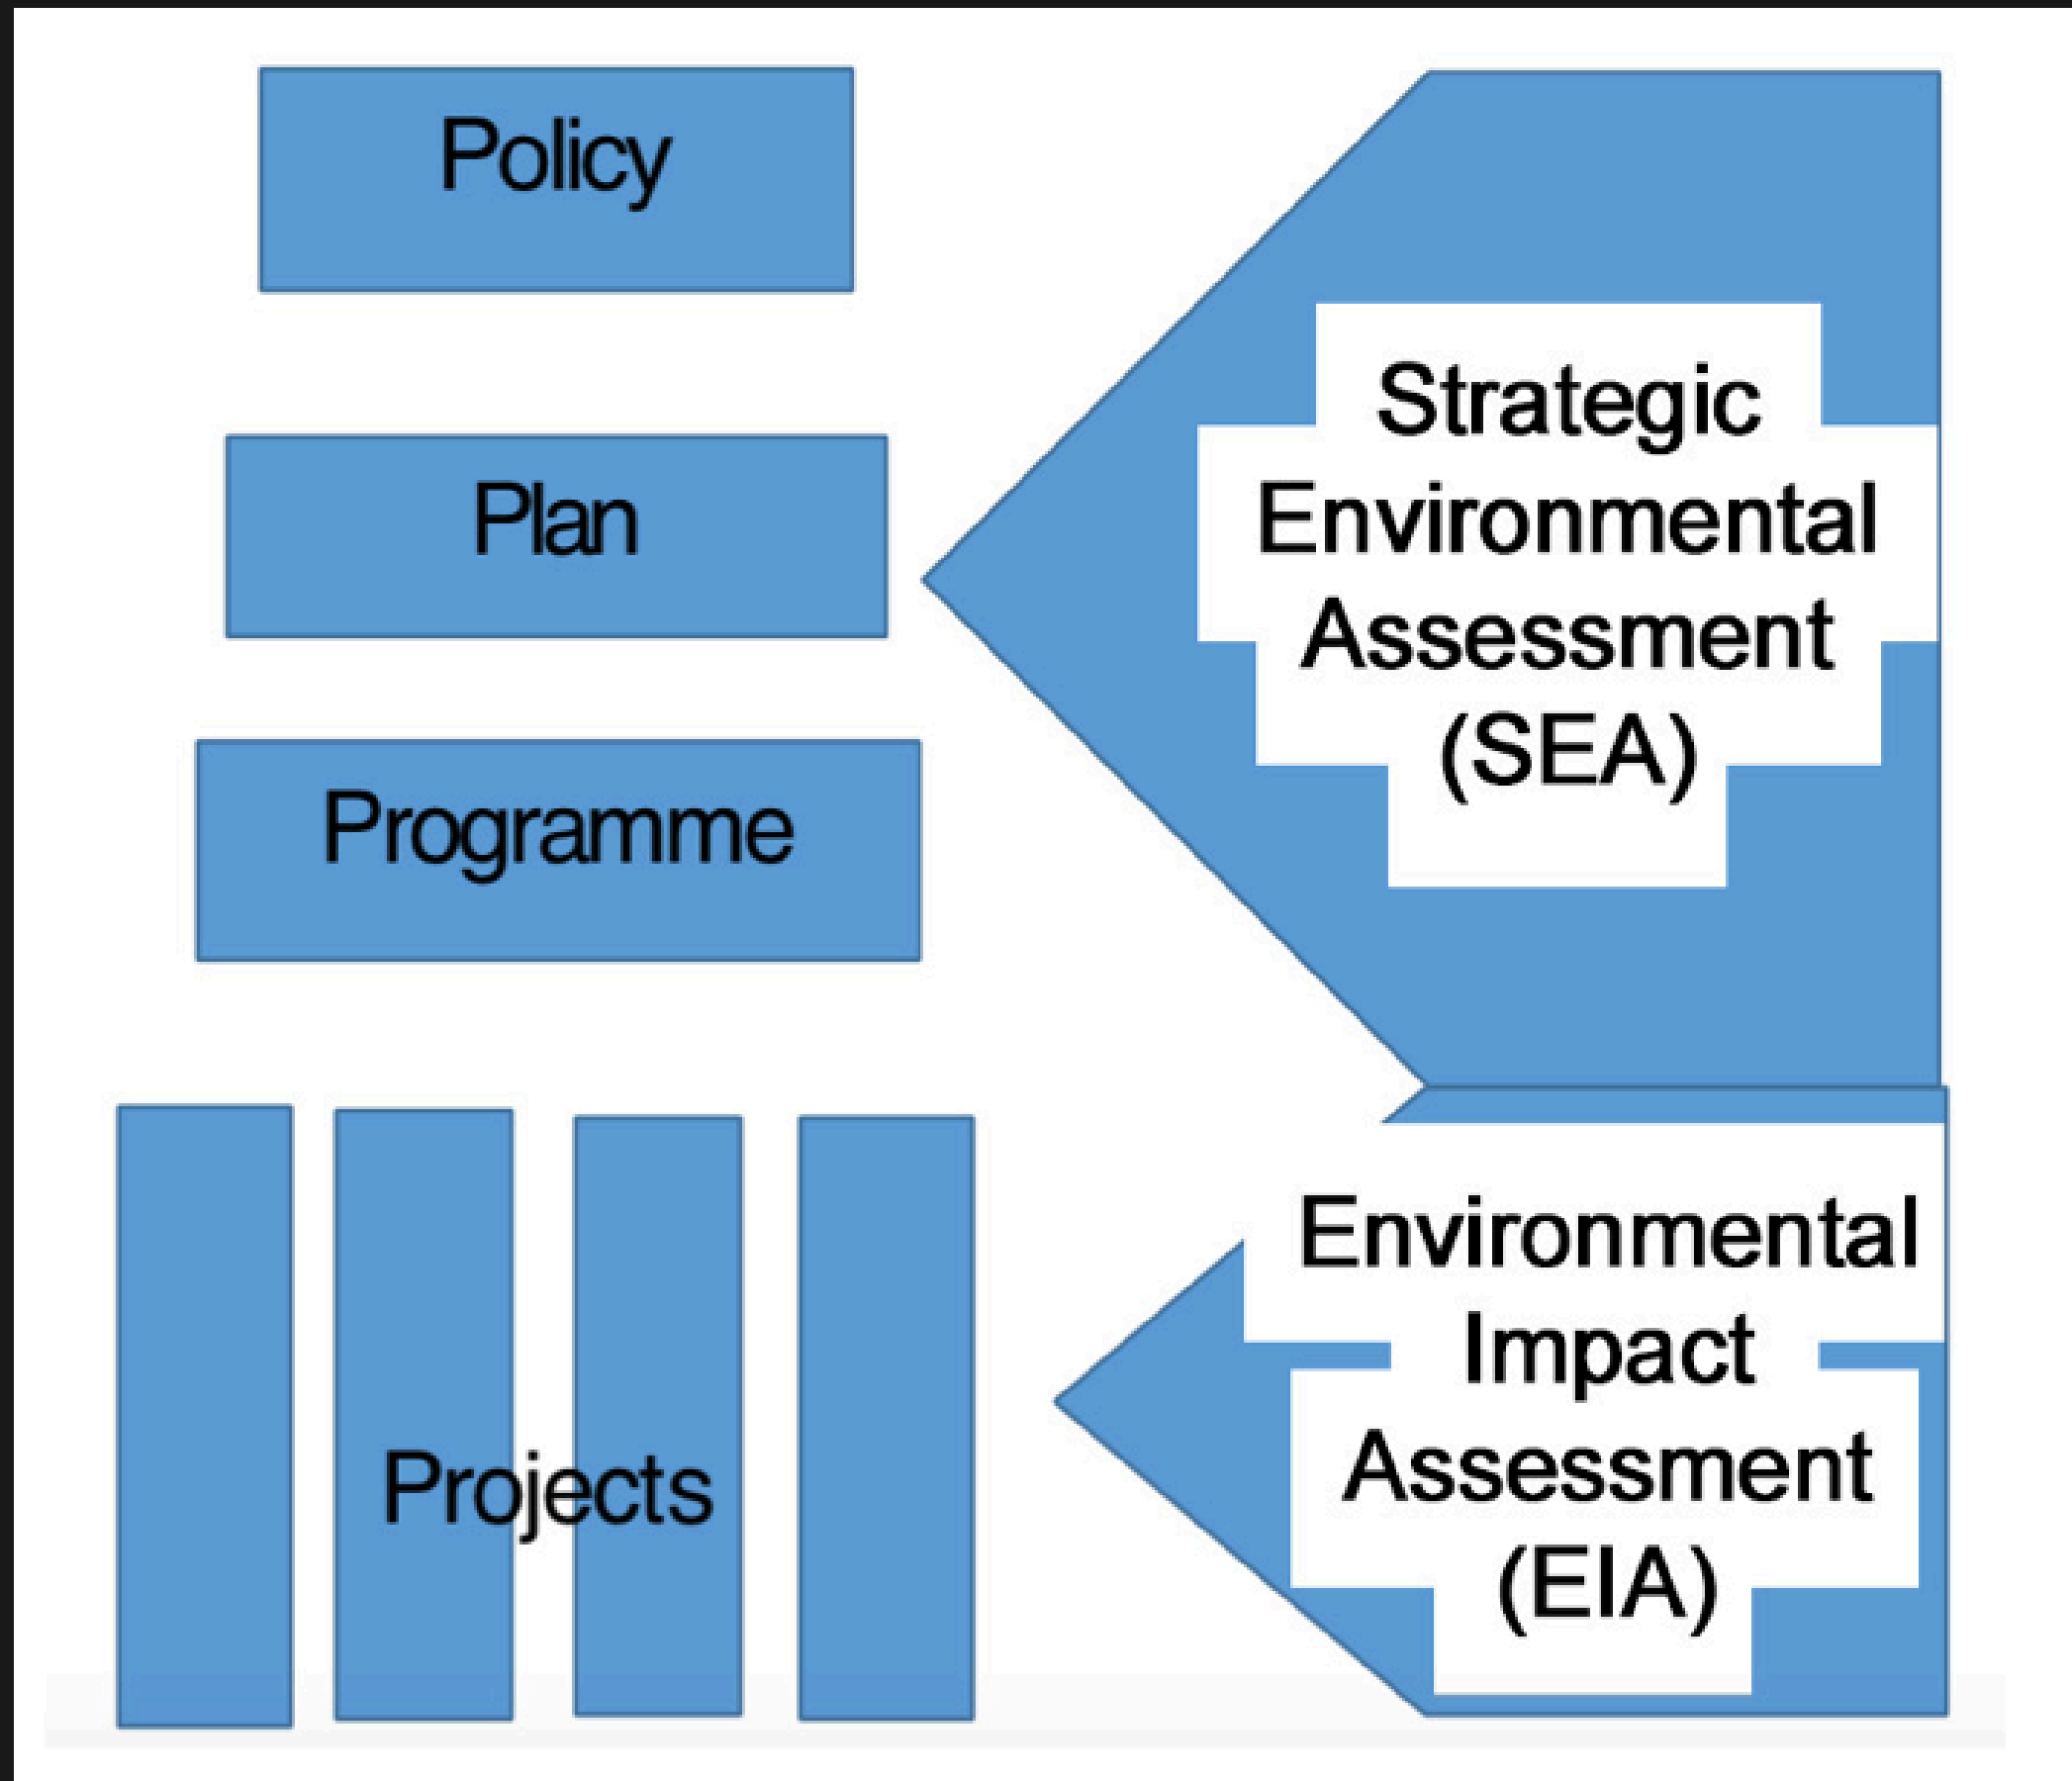 Policy
Plan
Programme
Projects
Strategic
Environmental
Assessment
(SEA)
Environmental
Impact
Assessment
(EIA)